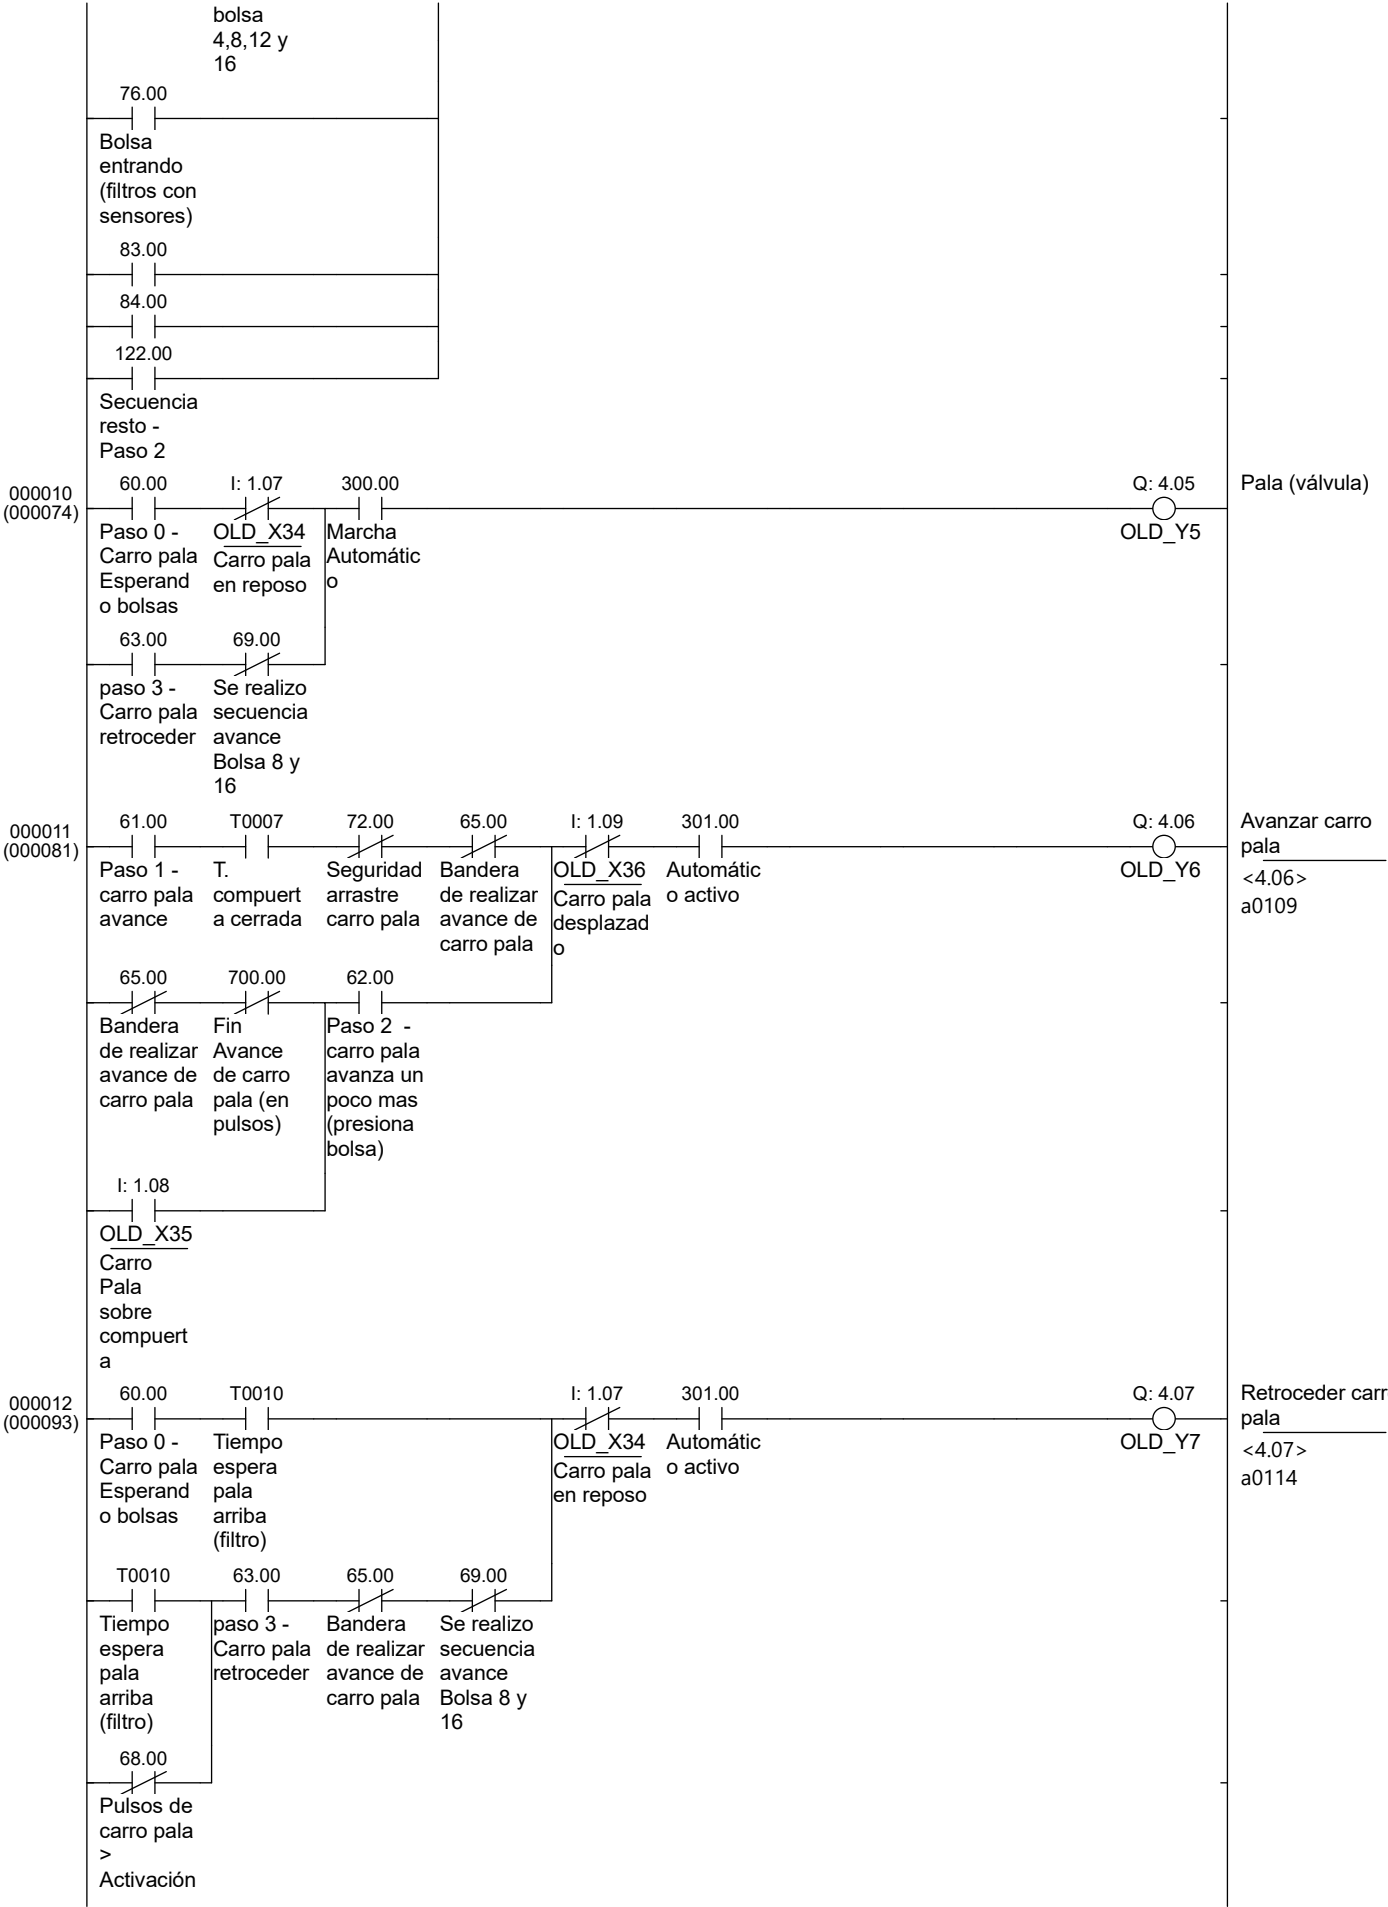 bolsa
4,8,12 y
16
76.00
Bolsa
entrando
(filtros con
sensores)
83.00
84.00
122.00
Secuencia
resto -
Paso 2
000010
(000074)
60.00 I: 1.07 300.00 Q: 4.05
Pala (válvula)
Paso 0 -
Carro pala
Esperand
o bolsas
OLD_X34
Carro pala
en reposo
Marcha
Automátic
o
OLD_Y5
63.00 69.00
paso 3 -
Carro pala
retroceder
Se realizo
secuencia
avance
Bolsa 8 y
16
000011
(000081)
61.00 T0007 72.00 65.00 I: 1.09 301.00 Q: 4.06
Paso 1 -
carro pala
avance
T.
compuert
a cerrada
Seguridad
arrastre
carro pala
Bandera
de realizar
avance de
carro pala
OLD_X36
Carro pala
desplazad
o
Automátic
o activo
OLD_Y6
Avanzar carro
pala
<4.06>
a0109
65.00 700.00 62.00
Bandera
de realizar
avance de
carro pala
Fin
Avance
de carro
pala (en
pulsos)
Paso 2 -
carro pala
avanza un
poco mas
(presiona
bolsa)
I: 1.08
OLD_X35
Carro
Pala
sobre
compuert
a
000012
(000093)
60.00 T0010 I: 1.07 301.00 Q: 4.07
Paso 0 -
Carro pala
Esperand
o bolsas
Tiempo
espera
pala
arriba
(filtro)
OLD_X34
Carro pala
en reposo
Automátic
o activo
OLD_Y7
Retroceder carr
pala
<4.07>
a0114
T0010 63.00 65.00 69.00
Tiempo
espera
pala
arriba
(filtro)
paso 3 -
Carro pala
retroceder
Bandera
de realizar
avance de
carro pala
Se realizo
secuencia
avance
Bolsa 8 y
16
68.00
Pulsos de
carro pala
>
Activación